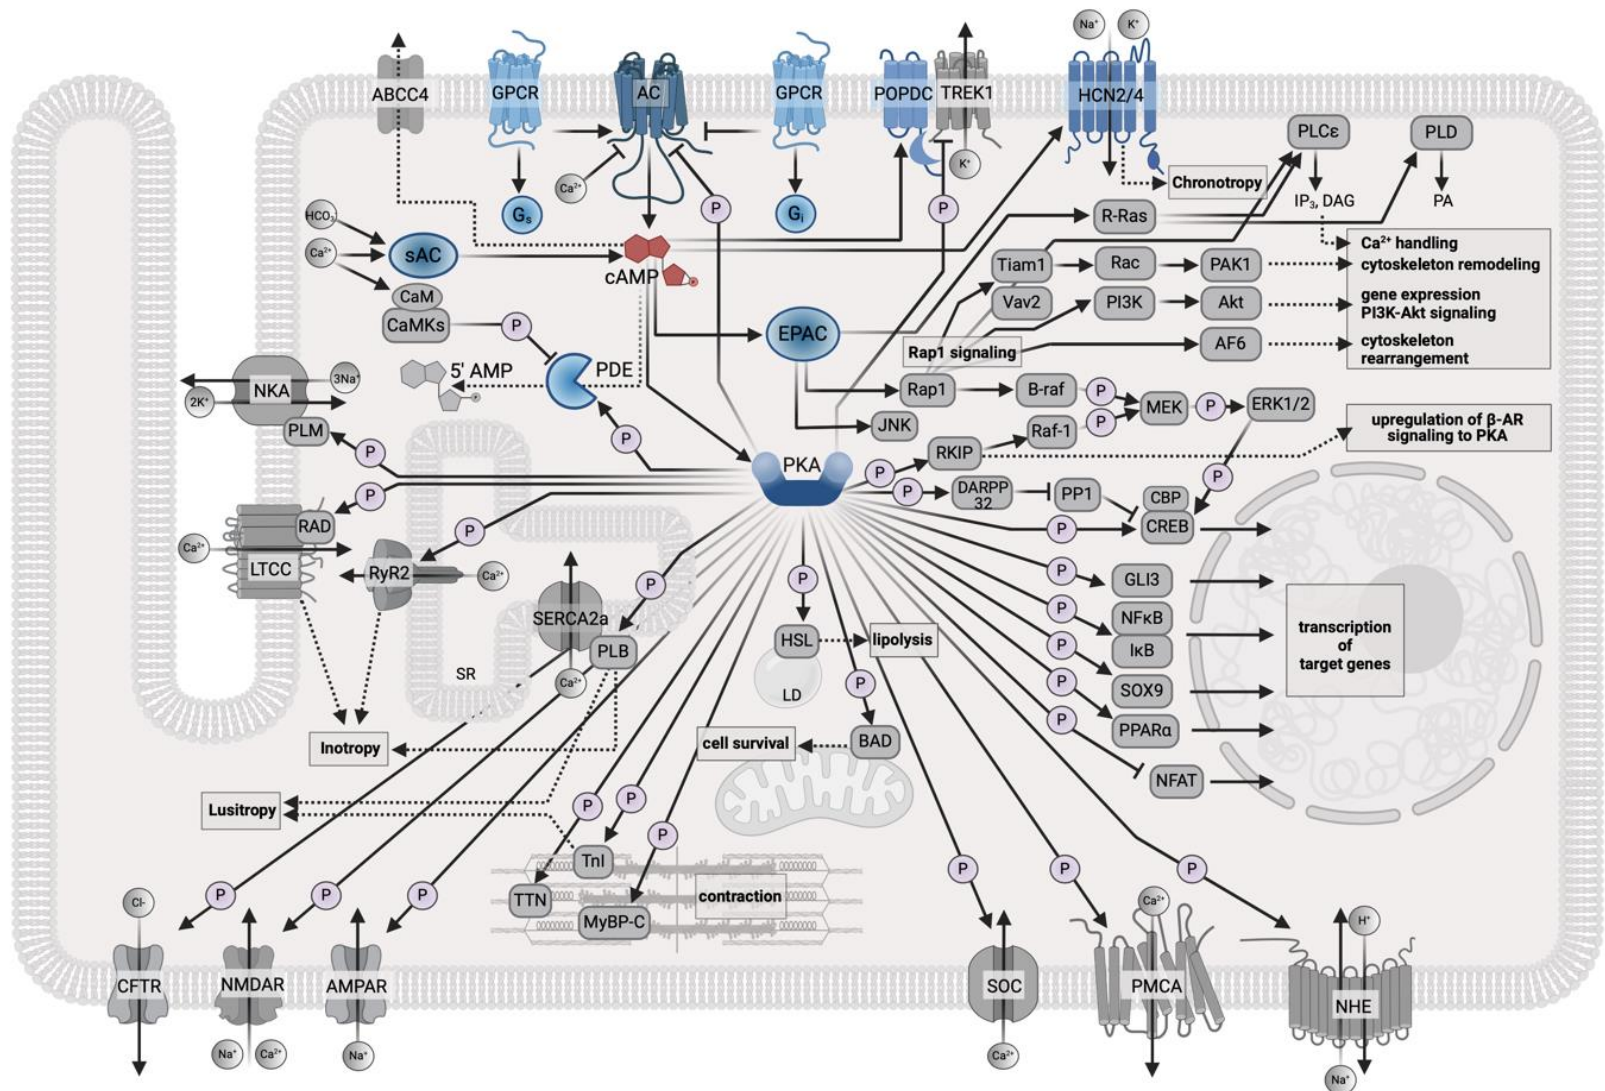 Na⁺ K⁺
ABCC4 GPCR AC GPCR POPDC TREK1 HCN2/4
PLCε PLD
K⁺
Ca²⁺
P
Chronotropy
IP₃, DAG PA
HCO₃⁻
Gₛ Gᵢ P
R-Ras
Ca²⁺ sAC
cAMP
Ca²⁺ handling
cytoskeleton remodeling
Tiam1 Rac PAK1
CaM
CaMKs P
Vav2 PI3K Akt
gene expression
PI3K-Akt signaling
EPAC
Rap1 signaling
AF6
cytoskeleton
rearrangement
5' AMP PDE
NKA 3Na⁺
2K⁺
Rap1 B-raf P MEK P ERK1/2
PLM P
P
JNK Raf-1 P
upregulation of β-AR
signaling to PKA
RKIP
PKA P
P DARPP
32
PP1 CBP
CREB
P
P
RAD P
P
P
Ca²⁺ LTCC RyR2 Ca²⁺
P P
P GLI3
SERCA2a
PLB
HSL lipolysis
P NFκB
IκB
transcription
of
target genes
P
SR Ca²⁺
LD P
P SOX9
P PPARα
Inotropy
cell survival BAD
NFAT
Lusitropy P P
P
TnI
P P P
TTN MyBP-C contraction
P P P
Cl-
Ca²⁺ H⁺
CFTR NMDAR AMPAR SOC PMCA NHE
Na⁺ Ca²⁺ Na⁺ Ca²⁺ Na⁺